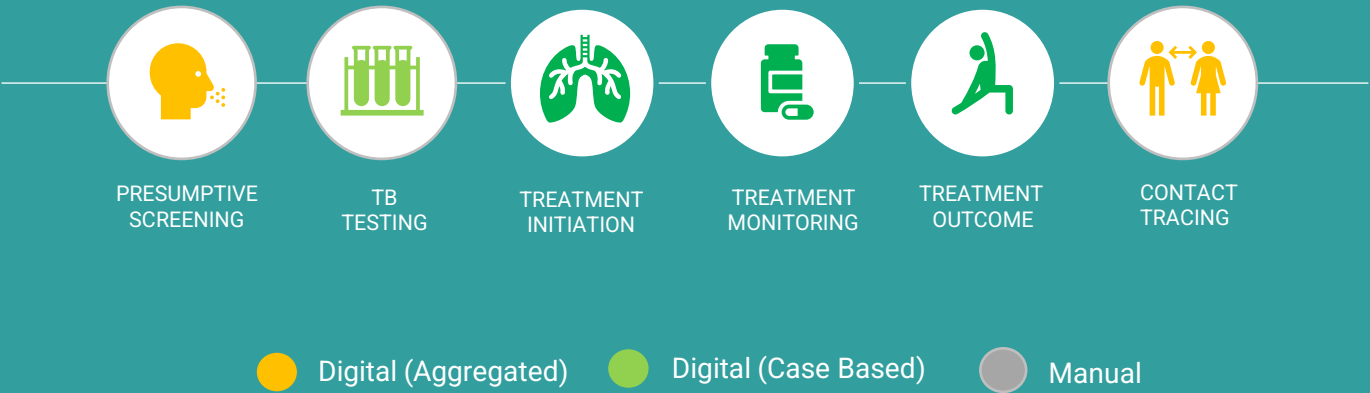 PRESUMPTIVE
SCREENING
TB
TESTING
TREATMENT
INITIATION
TREATMENT
MONITORING
TREATMENT
OUTCOME
CONTACT
TRACING
Digital (Aggregated)
Digital (Case Based)
Manual